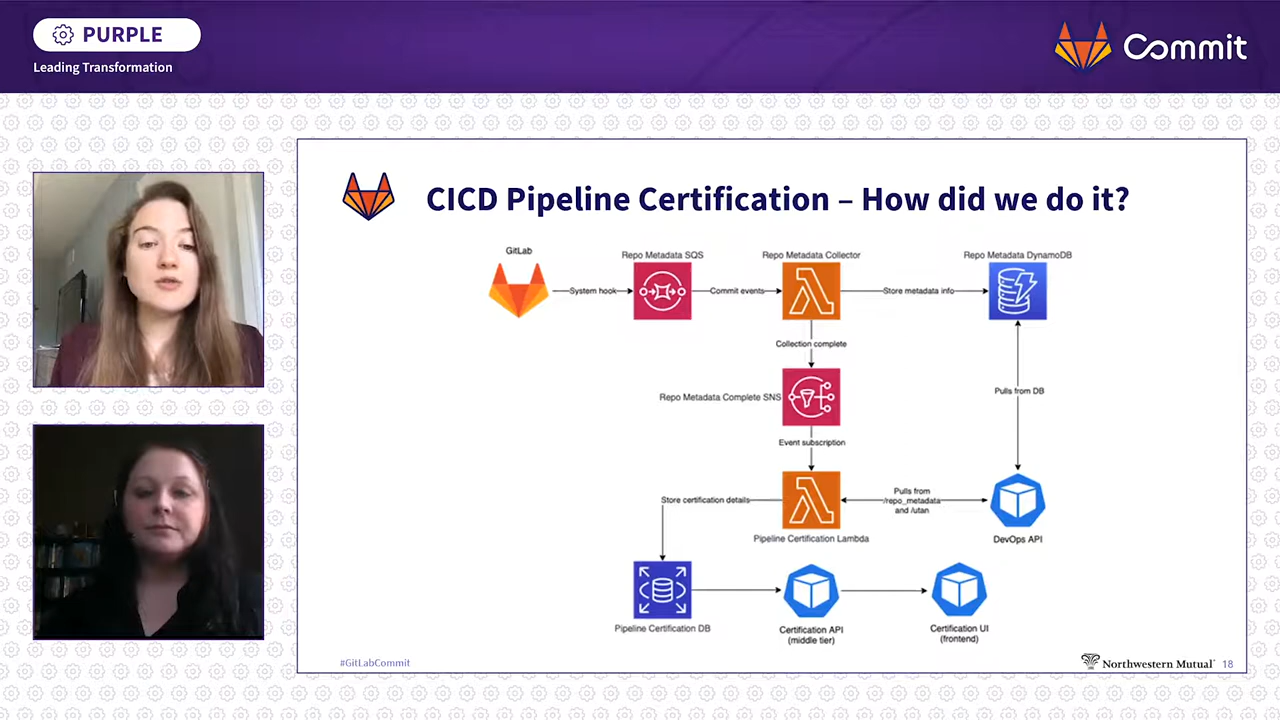 PURPLE
Leading Transformation
Commit
CICD Pipeline Certification – How did we do it?
GitLab
Repo Metadata SQS
Repo Metadata Collector
Repo Metadata DynamoDB
System hook
Commit events
Store metadata info
Collection complete
Repo Metadata Complete SNS
Pulls from DB
Event subscription
Store certification details
Pulls from
/repo_metadata
and /utan
Pipeline Certification Lambda
DevOps API
Pipeline Certification DB
Certification API
(middle tier)
Certification UI
(frontend)
#GitLabCommit
Northwestern Mutual
18